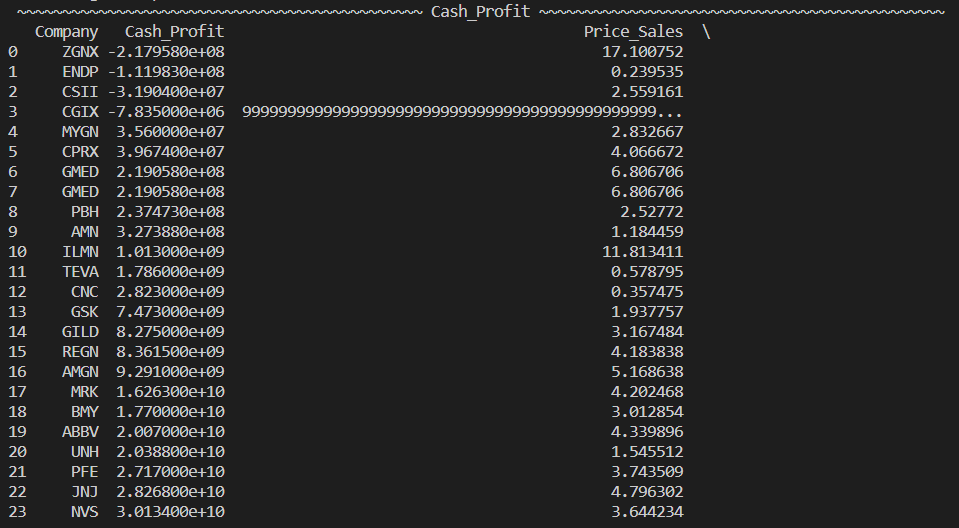 ~~~~~~~~~~~~~~~~~~~~~~~~~~~~~~~~~~~~~~~~~~~~~ Cash_Profit ~~~~~~~~~~~~~~~~~~~~~~~~~~~~~~~~~~~~~~~~~~~~~
Company Cash_Profit Price_Sales \
0 ZGNX -2.179580e+08 17.100752
1 ENDP -1.119830e+08 0.239535
2 CSII -3.190400e+07 2.559161
3 CGIX -7.835000e+06 9999999999999999999999999999999999999999999999...
4 MYGN 3.560000e+07 2.832667
5 CPRX 3.967400e+07 4.066672
6 GMED 2.190580e+08 6.806706
7 GMED 2.190580e+08 6.806706
8 PBH 2.374730e+08 2.52772
9 AMN 3.273880e+08 1.184459
10 ILMN 1.013000e+09 11.813411
11 TEVA 1.786000e+09 0.578795
12 CNC 2.823000e+09 0.357475
13 GSK 7.473000e+09 1.937757
14 GILD 8.275000e+09 3.167484
15 REGN 8.361500e+09 4.183838
16 AMGN 9.291000e+09 5.168638
17 MRK 1.626300e+10 4.202468
18 BMY 1.770000e+10 3.012854
19 ABBV 2.007000e+10 4.339896
20 UNH 2.038800e+10 1.545512
21 PFE 2.717000e+10 3.743509
22 JNJ 2.826800e+10 4.796302
23 NVS 3.013400e+10 3.644234